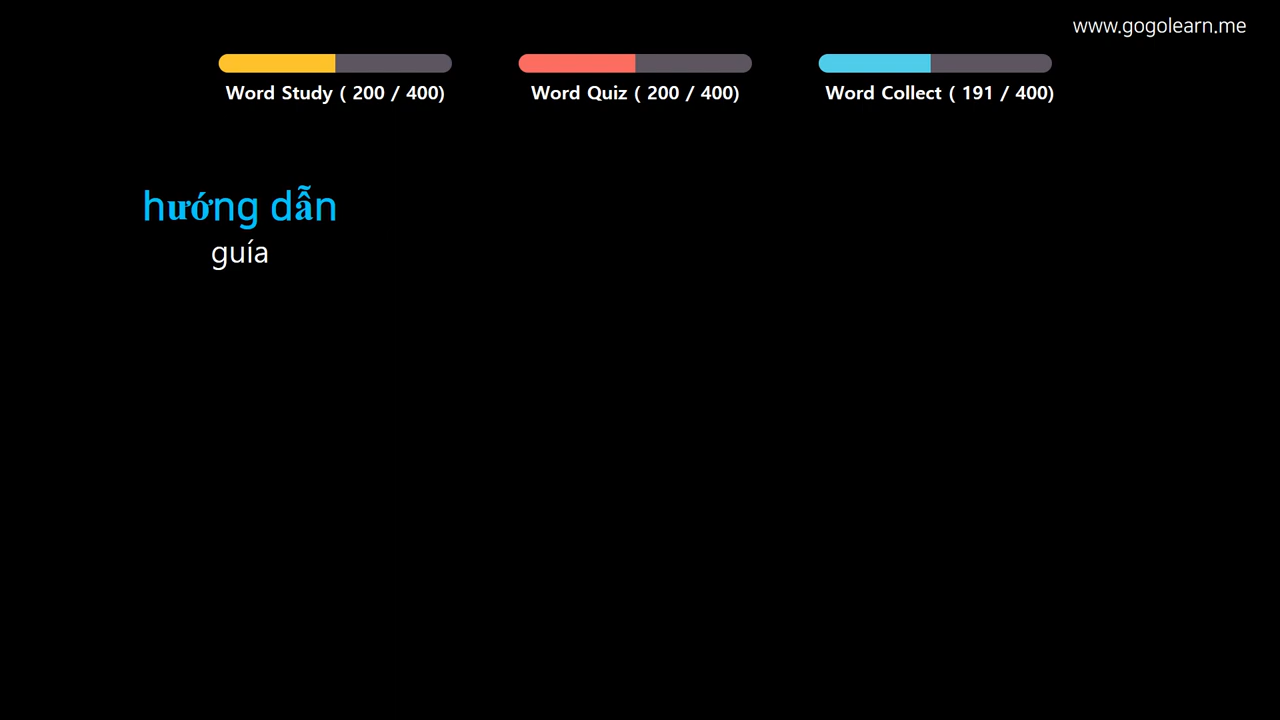 www.gogolearn.me
Word Study ( 200 / 400)
Word Quiz ( 200 / 400)
Word Collect ( 191 / 400)
hướng dẫn
guía